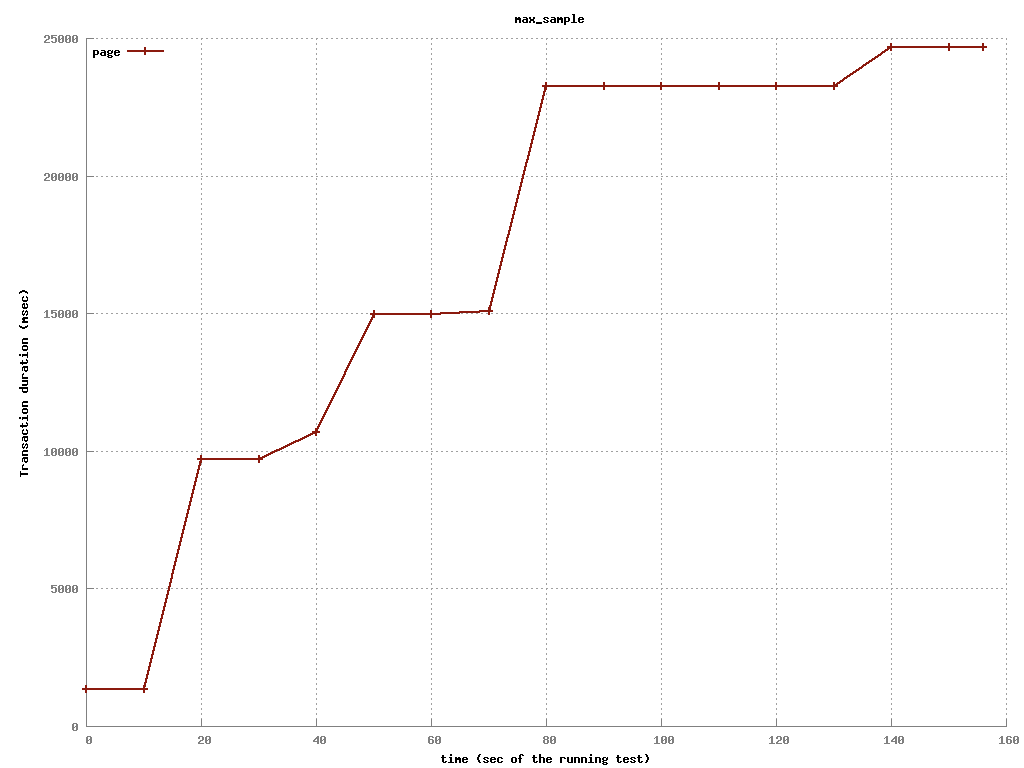 max_sample
25000
page
20000
15000
10000
5000
0
Transaction duration (msec)
0 20 40 60 80 100 120 140 160
time (sec of the running test)